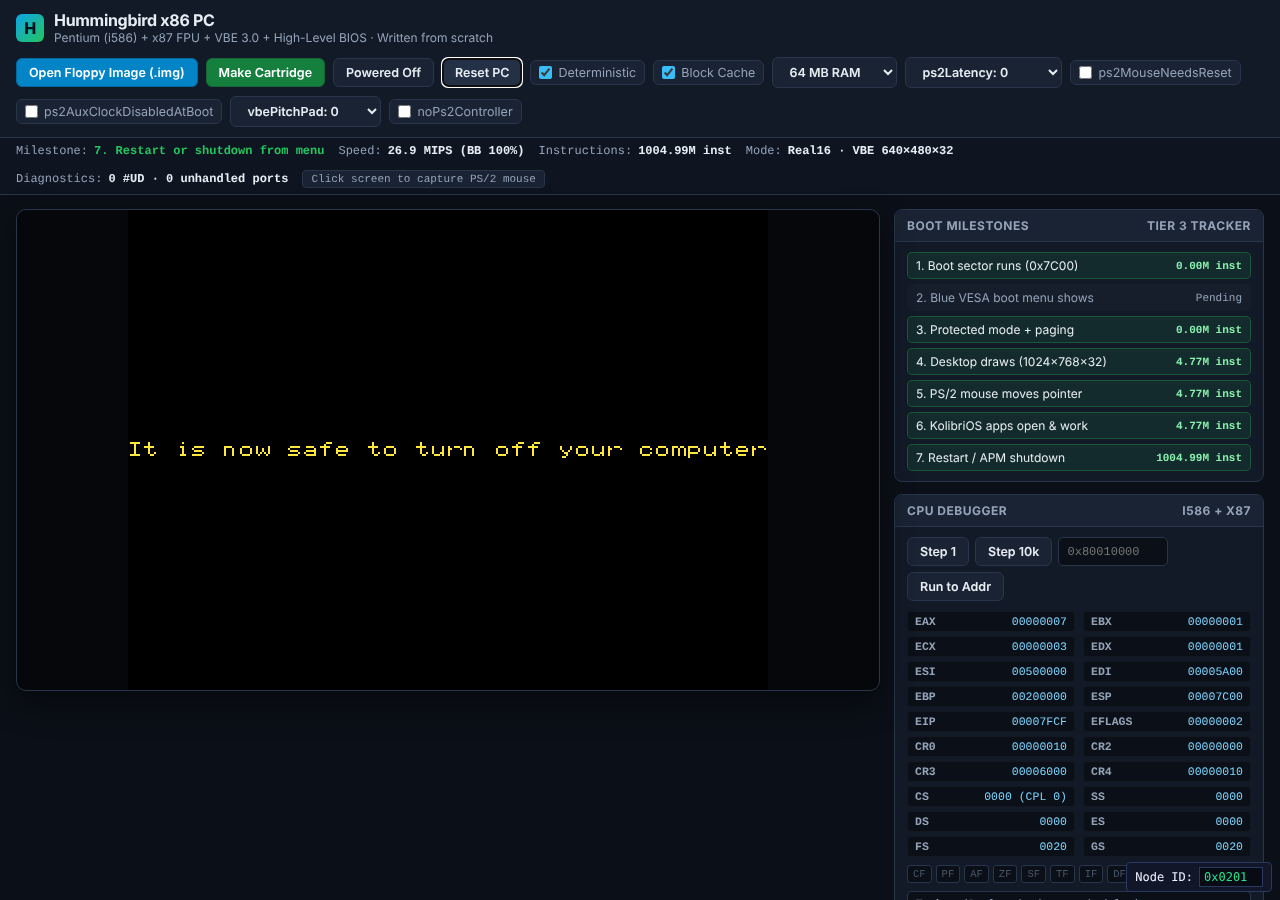 H
Hummingbird x86 PC
Pentium (i586) + x87 FPU + VBE 3.0 + High-Level BIOS · Written from scratch
Open Floppy Image (.img) Make Cartridge Powered Off Reset PC Deterministic Block Cache 64 MB RAM ps2Latency: 0 ps2MouseNeedsReset
ps2AuxClockDisabledAtBoot vbePitchPad: 0 noPs2Controller
Milestone: 7. Restart or shutdown from menu Speed: 26.9 MIPS (BB 100%) Instructions: 1004.99M inst Mode: Real16 · VBE 640×480×32
Diagnostics: 0 #UD · 0 unhandled ports Click screen to capture PS/2 mouse
It is now safe to turn off your computer
BOOT MILESTONES TIER 3 TRACKER
1. Boot sector runs (0x7C00) 0.00M inst
2. Blue VESA boot menu shows Pending
3. Protected mode + paging 0.00M inst
4. Desktop draws (1024×768×32) 4.77M inst
5. PS/2 mouse moves pointer 4.77M inst
6. KolibriOS apps open & work 4.77M inst
7. Restart / APM shutdown 1004.99M inst
CPU DEBUGGER I586 + X87
Step 1 Step 10k 0x80010000
Run to Addr
EAX 00000007 EBX 00000001
ECX 00000003 EDX 00000001
ESI 00500000 EDI 00005A00
EBP 00200000 ESP 00007C00
EIP 00007FCF EFLAGS 00000002
CR0 00000010 CR2 00000000
CR3 00006000 CR4 00000010
CS 0000 (CPL 0) SS 0000
DS 0000 ES 0000
FS 0020 GS 0020
CF PF AF ZF SF TF IF
Node ID: 0x0201